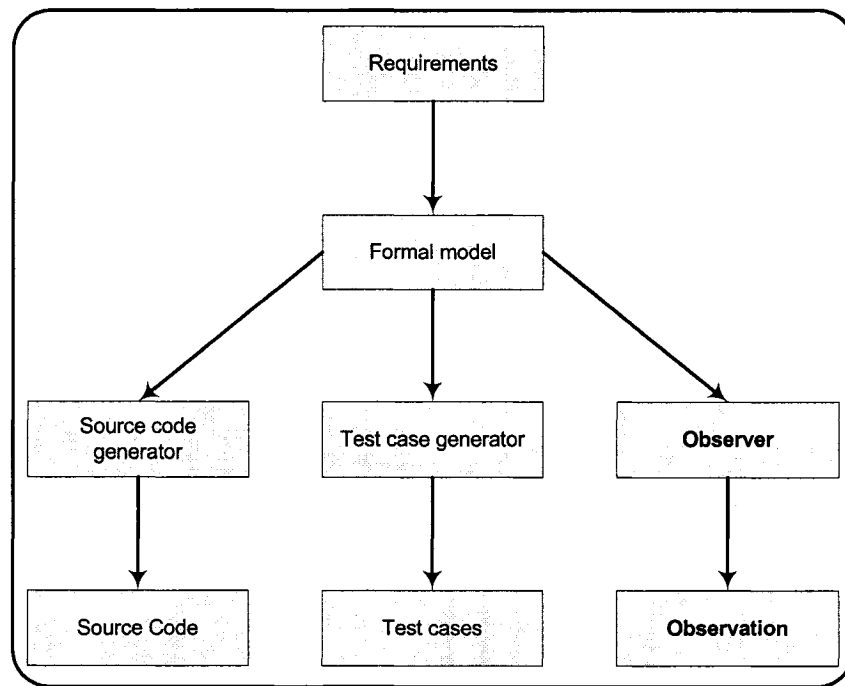 Requirements
Formal model
Source code
generator
Test case generator
Observer
Source Code
Test cases
Observation